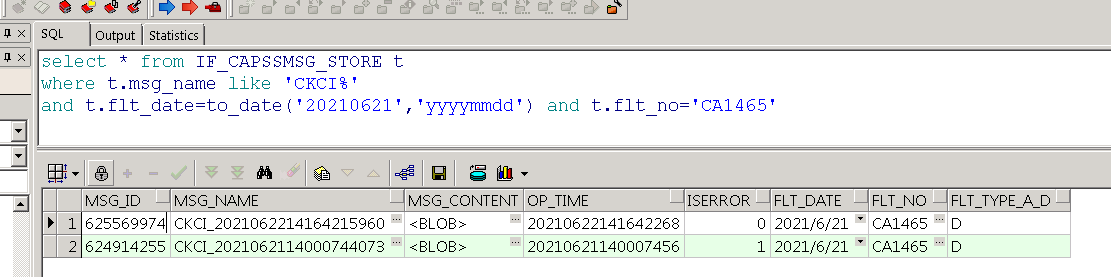 SQL Output Statistics
select * from IF_CAPSSMSG_STORE t
where t.msg_name like 'CKCI%'
and t.flt_date=to_date('20210621','yyyymmdd') and t.flt_no='CA1465'
MSG_ID MSG_NAME MSG_CONTENT OP_TIME ISERROR FLT_DATE FLT_NO FLT_TYPE_A_D
1 625569974 CKCI_2021062214164215960 ... <BLOB> ... 20210622141642268 0 2021/6/21 CA1465 ... D
2 624914255 CKCI_2021062114000744073 ... <BLOB> ... 20210621140007456 1 2021/6/21 CA1465 ... D